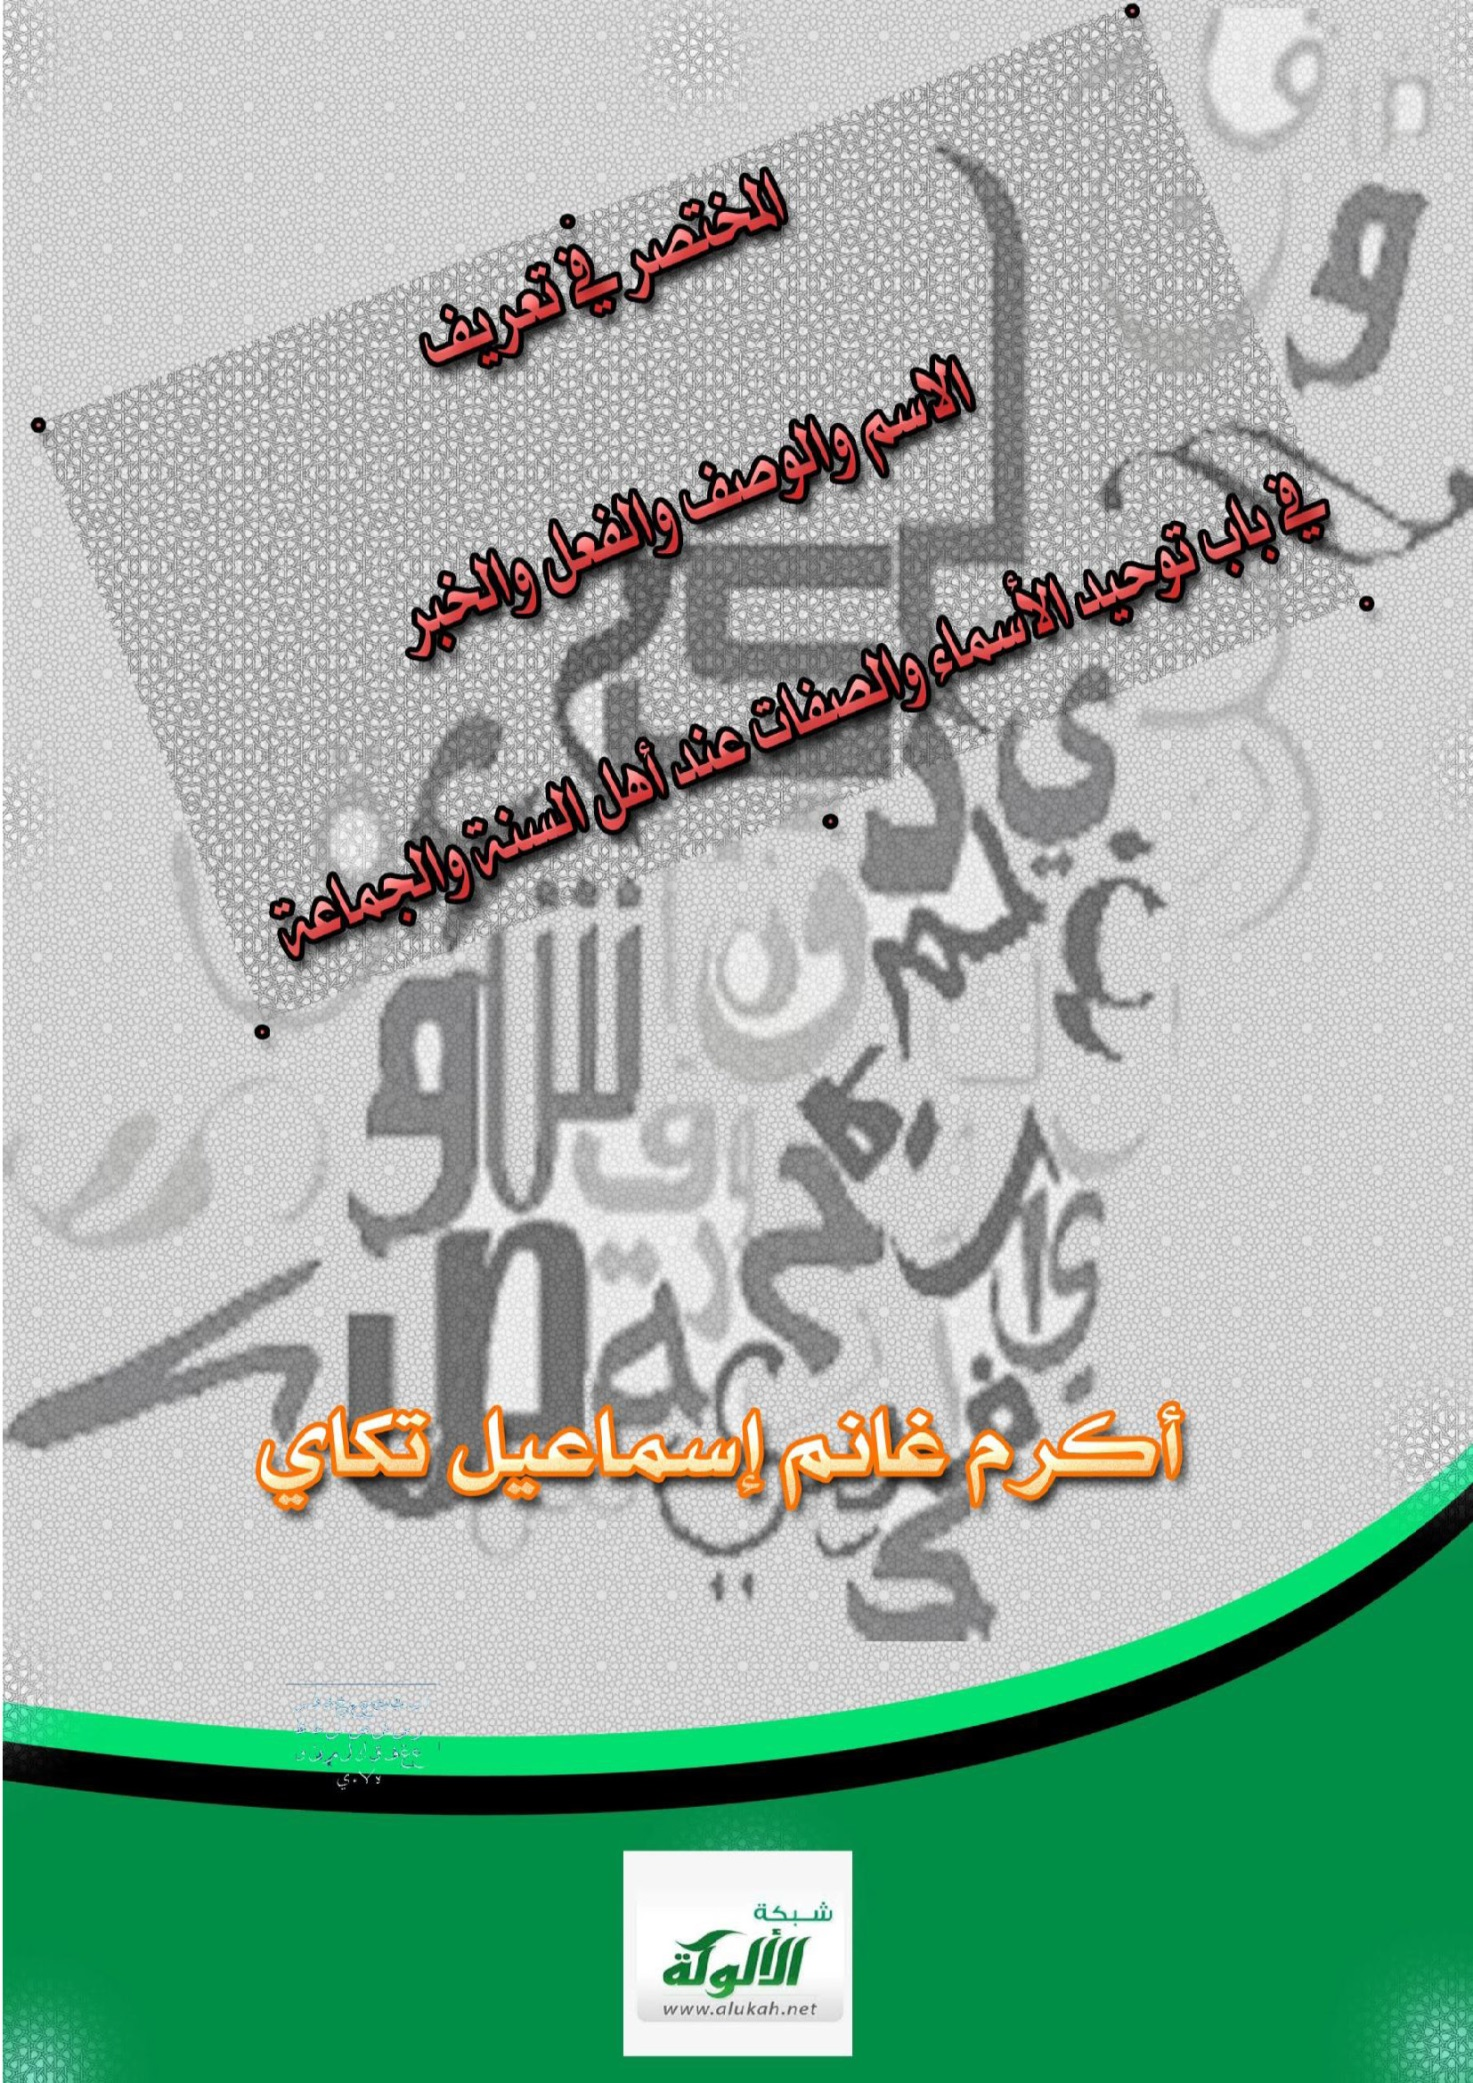 المختصر في تعريف
الاسم والوصف والفعل والخبر
في باب توحيد الأسماء والصفات عند أهل السنة والجماعة
أكرم غانم إسماعيل تكاي
شبكة
الألوكة
www.alukah.net